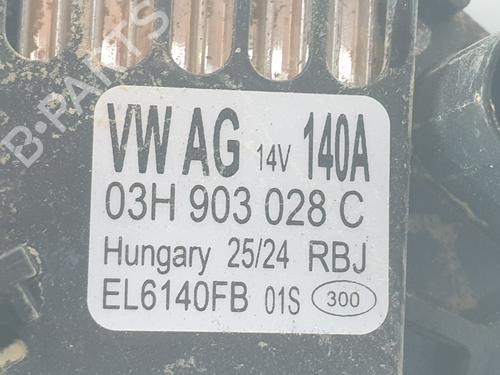 B-PARTS
VW AG 14V 140A
03H 903 028 C
Hungary 25/24 RBJ
EL6140FB 01S 300